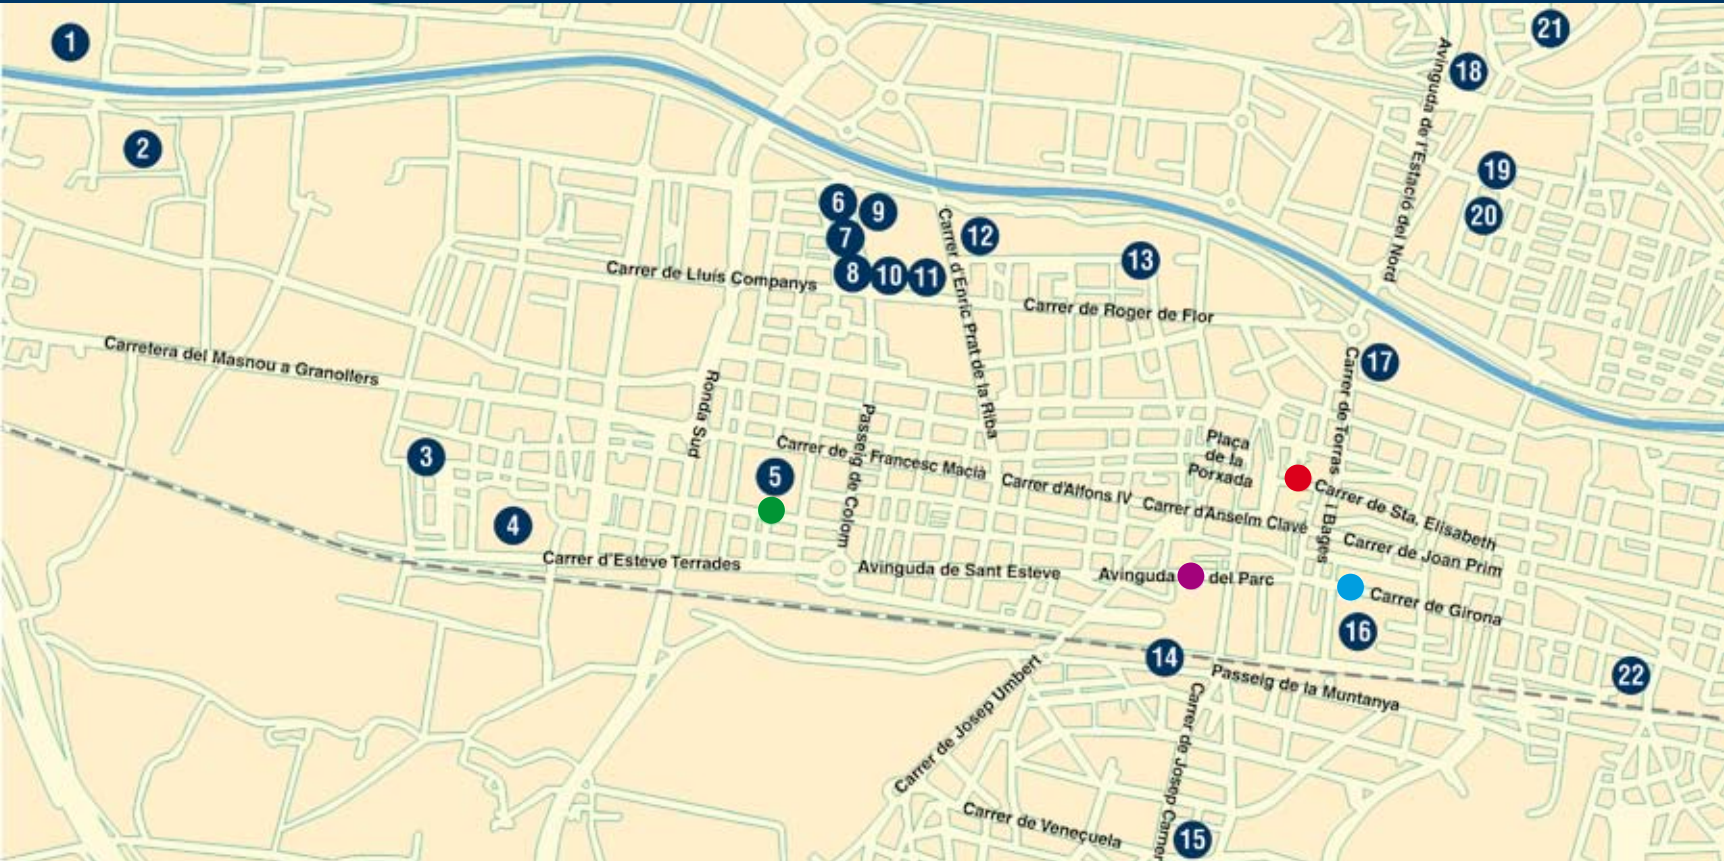 1
21
18
Avinguda de l'Estació del Nord
2
19
20
6
9
7
12
8
10
11
13
Carrer de Lluís Companys
Carrer d'Enric Prat de la Riba
Carrer de Roger de Flor
Carretera del Masnou a Granollers
17
Carrer de Torras i Bages
Ronda Sud
Passeig de Colom
3
5
Carrer de Francesc Macià
Plaça
de la
Porxada
Carrer d'Alfons IV
Carrer d'Anselm Clavé
Carrer de Sta. Elisabeth
4
Carrer de Joan Prim
Carrer d'Esteve Terrades
Avinguda de Sant Esteve
Avinguda del Parc
Carrer de Girona
16
14
22
Passeig de la Muntanya
Carrer de Josep Umbert
Carrer de Josep Carner
Carrer de Veneçuela
15